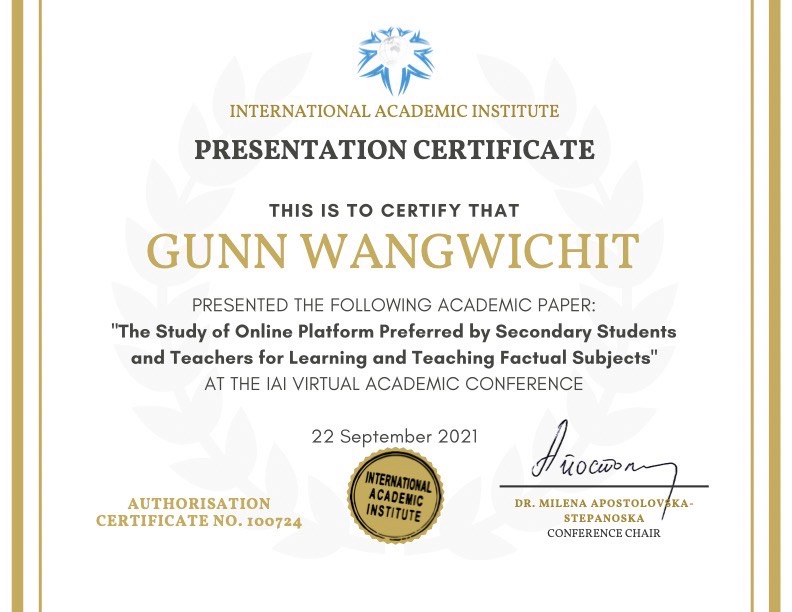 INTERNATIONAL ACADEMIC INSTITUTE
PRESENTATION CERTIFICATE
THIS IS TO CERTIFY THAT
GUNN WANGWICHIT
PRESENTED THE FOLLOWING ACADEMIC PAPER:
"The Study of Online Platform Preferred by Secondary Students
and Teachers for Learning and Teaching Factual Subjects"
AT THE IAI VIRTUAL ACADEMIC CONFERENCE
22 September 2021
INTERNATIONAL
ACADEMIC
INSTITUTE
AUTHORISATION
CERTIFICATE NO. 100724
DR. MILENA APOSTOLOVSKA-
STEPANOSKA
CONFERENCE CHAIR